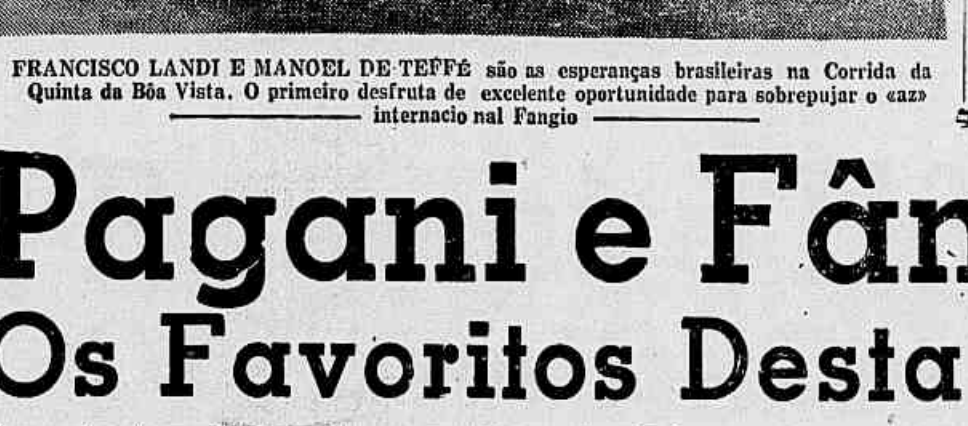 FRANCISCO LANDI E MANOEL DE TEFFÉ são as esperanças brasileiras na Corrida da
Quinta da Bôa Vista. O primeiro desfruta de excelente oportunidade para sobrepujar o «az»
internacio nal Fangio
Pagani e Fân
Os Favoritos Desta